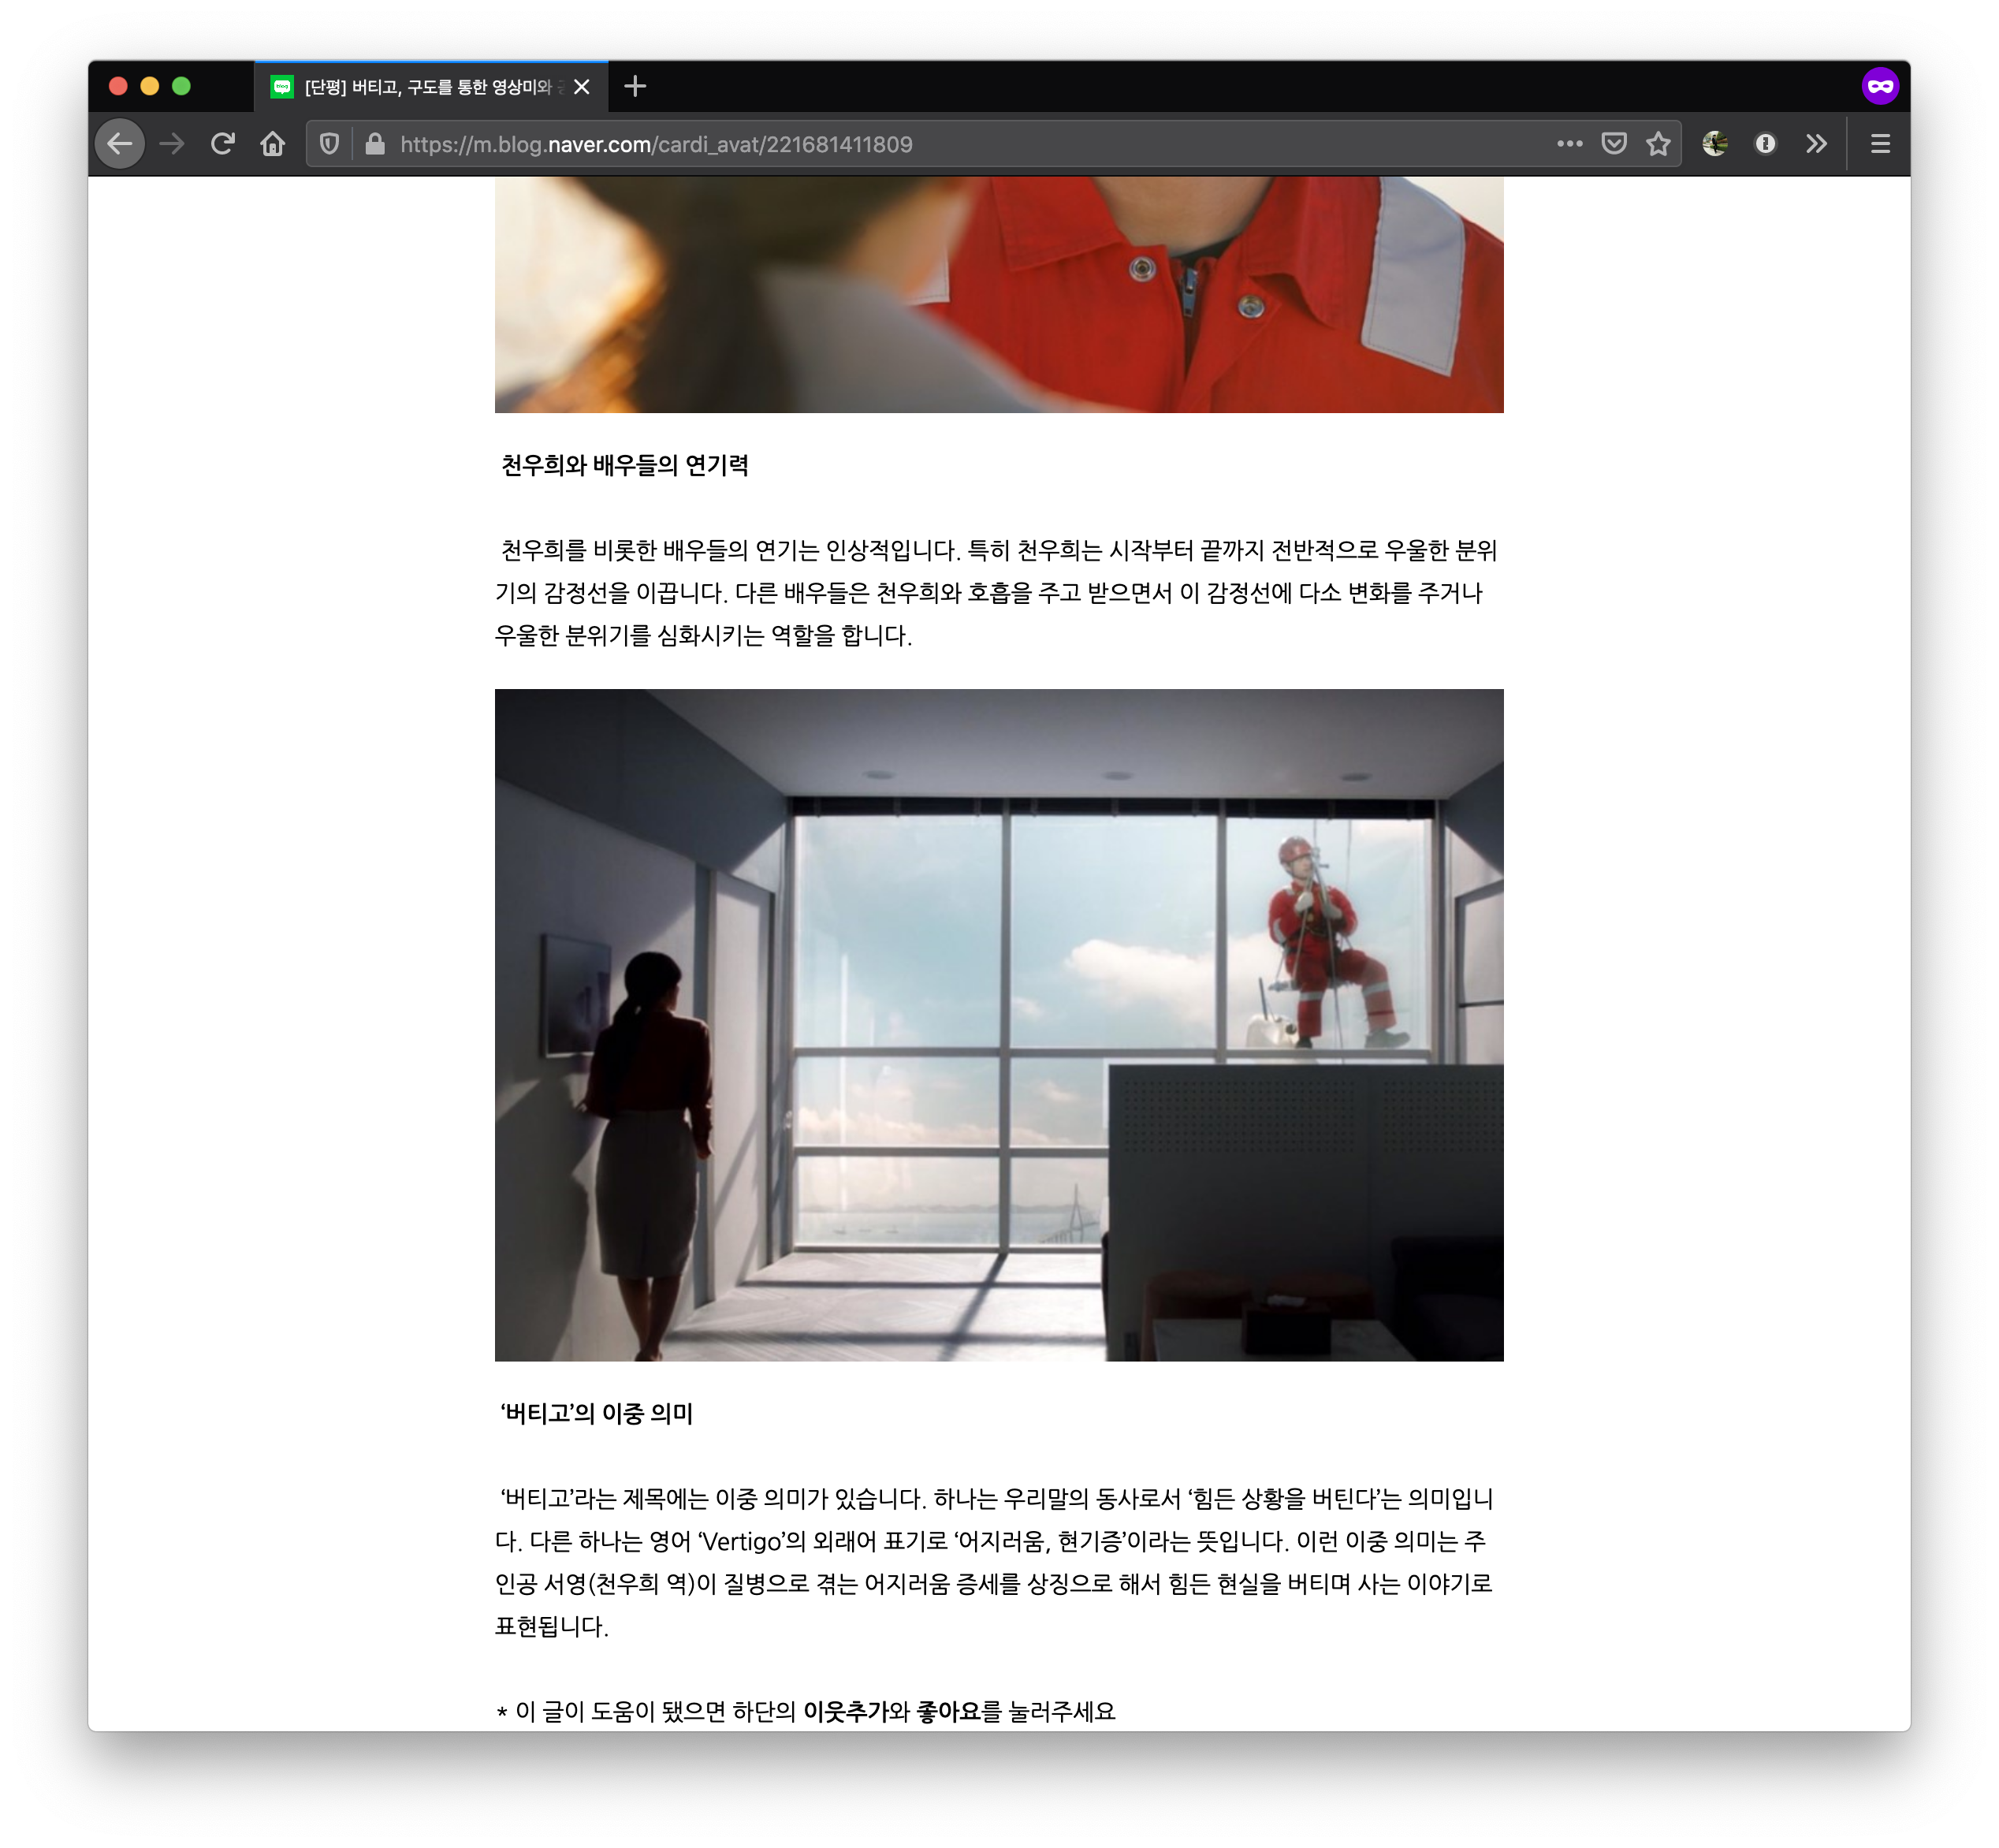 [단평] 버티고, 구도를 통한 영상미와
https://m.blog.naver.com/cardi_avat/221681411809
천우희와 배우들의 연기력
천우희를 비롯한 배우들의 연기는 인상적입니다. 특히 천우희는 시작부터 끝까지 전반적으로 우울한 분위
기의 감정선을 이끕니다. 다른 배우들은 천우희와 호흡을 주고 받으면서 이 감정선에 다소 변화를 주거나
우울한 분위기를 심화시키는 역할을 합니다.
‘버티고’의 이중 의미
‘버티고’라는 제목에는 이중 의미가 있습니다. 하나는 우리말의 동사로서 ‘힘든 상황을 버틴다’는 의미입니
다. 다른 하나는 영어 ‘Vertigo’의 외래어 표기로 ‘어지러움, 현기증’이라는 뜻입니다. 이런 이중 의미는 주
인공 서영(천우희 역)이 질병으로 겪는 어지러움 증세를 상징으로 해서 힘든 현실을 버티며 사는 이야기로
표현됩니다.
* 이 글이 도움이 됐으면 하단의 이웃추가와 좋아요를 눌러주세요